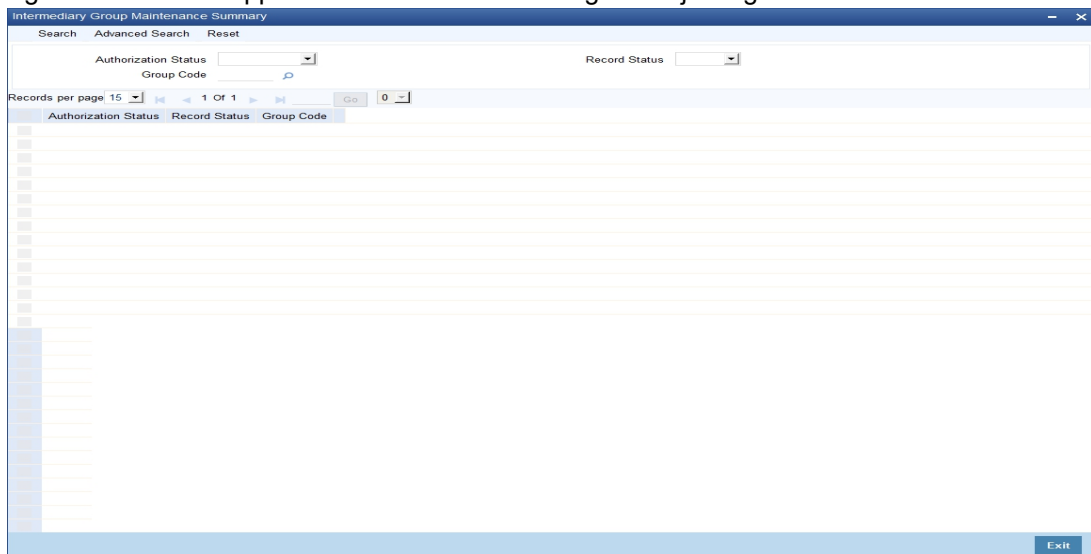 Intermediary Group Maintenance Summary
Search Advanced Search Reset
Authorization Status Record Status
Group Code
Records per page 15 1 Of 1 Go 0
Authorization Status Record Status Group Code
Exit